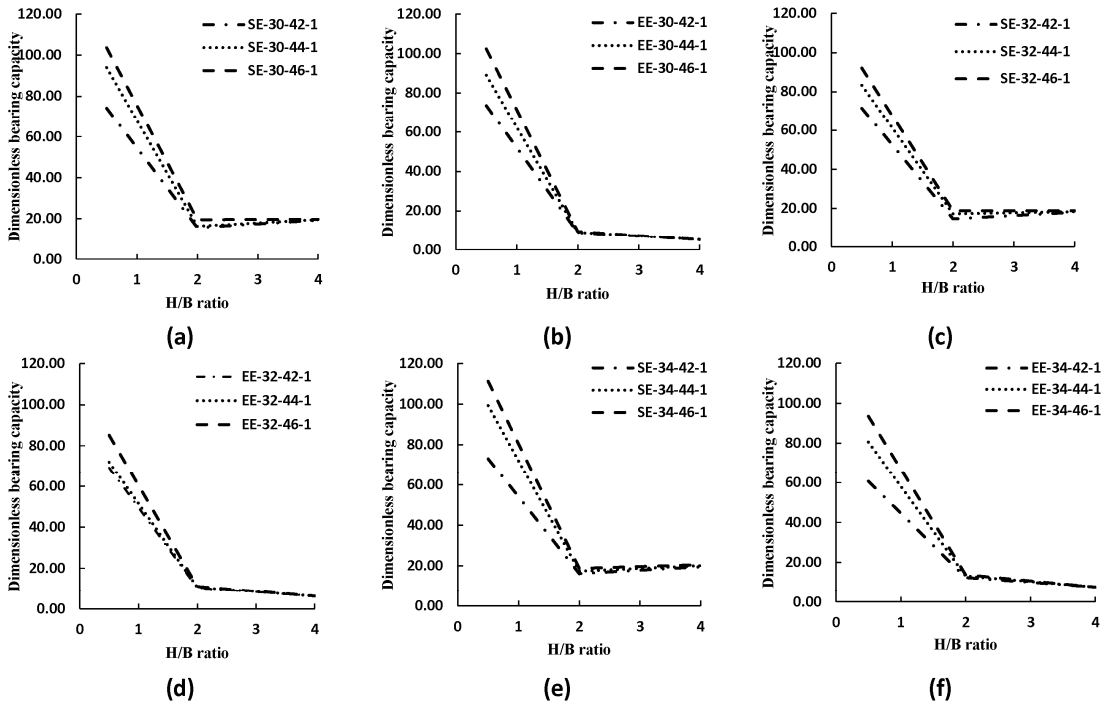 Dimensionless bearing capacity
120.00
100.00
80.00
60.00
40.00
20.00
0.00
0 1 2 3 4
H/B ratio
SE-30-42-1
SE-30-44-1
SE-30-46-1
(a)
Dimensionless bearing capacity
120.00
100.00
80.00
60.00
40.00
20.00
0.00
0 1 2 3 4
H/B ratio
EE-30-42-1
EE-30-44-1
EE-30-46-1
(b)
Dimensionless bearing capacity
120.00
100.00
80.00
60.00
40.00
20.00
0.00
0 1 2 3 4
H/B ratio
SE-32-42-1
SE-32-44-1
SE-32-46-1
(c)
Dimensionless bearing capacity
120.00
100.00
80.00
60.00
40.00
20.00
0.00
0 1 2 3 4
H/B ratio
EE-32-42-1
EE-32-44-1
EE-32-46-1
(d)
Dimensionless bearing capacity
120.00
100.00
80.00
60.00
40.00
20.00
0.00
0 1 2 3 4
H/B ratio
SE-34-42-1
SE-34-44-1
SE-34-46-1
(e)
Dimensionless bearing capacity
120.00
100.00
80.00
60.00
40.00
20.00
0.00
0 1 2 3 4
H/B ratio
EE-34-42-1
EE-34-44-1
EE-34-46-1
(f)